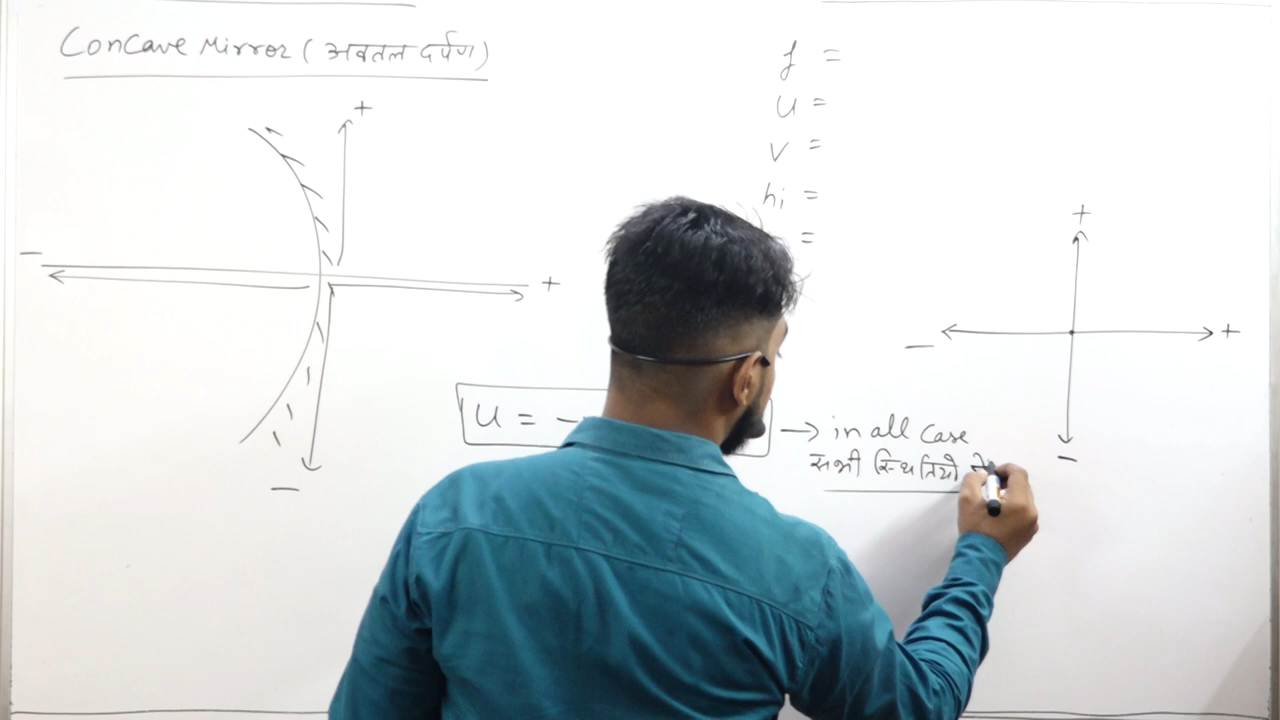 Concave Mirror (अवतल दर्पण)
f =
u =
v =
hi =
=
+
-
+
-
+
-
+
-
u = -
→ in all case
सभी स्थितियो मे